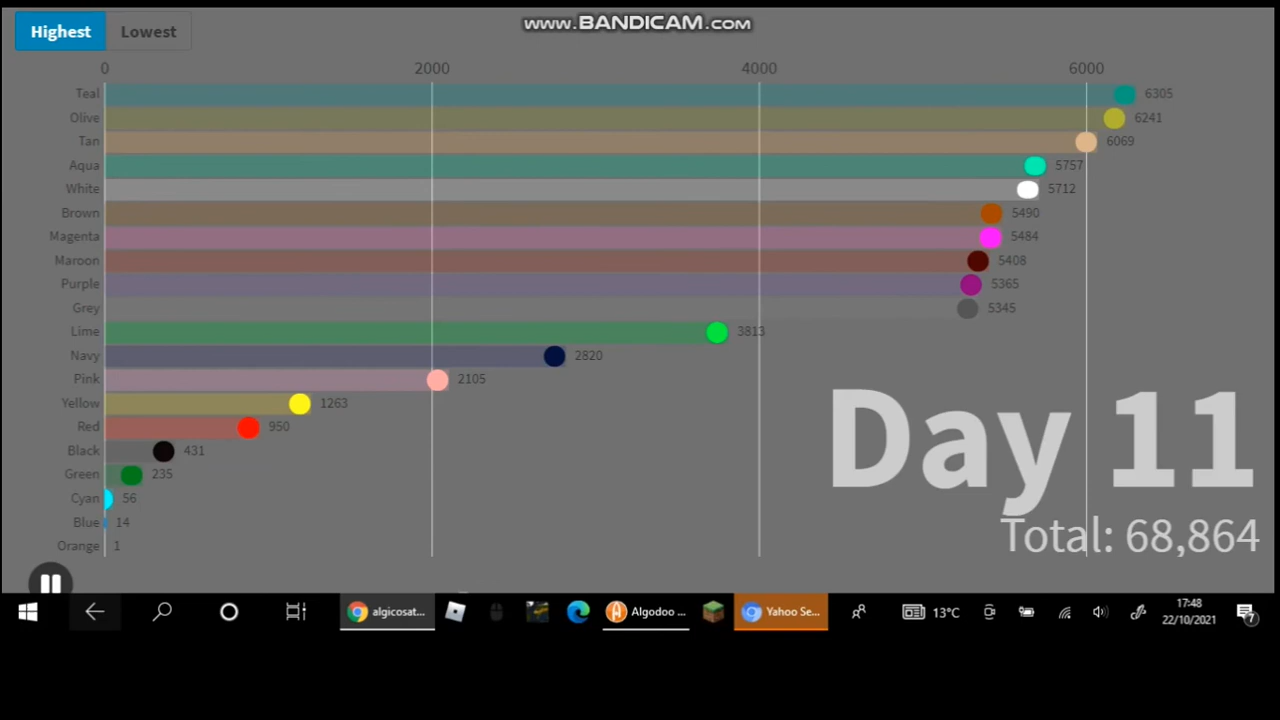 www.BANDICAM.com
Highest Lowest
0 2000 4000 6000
Teal 6305
Olive 6241
Tan 6069
Aqua 5757
White 5712
Brown 5490
Magenta 5484
Maroon 5408
Purple 5365
Grey 5345
Lime 3813
Navy 2820
Pink 2105
Yellow 1263
Red 950
Black 431
Green 235
Cyan 56
Blue 14
Orange 1
Day 11
Total: 68,864
algicosat... Algodoo ... Yahoo Se... 13°C 17:48
22/10/2021 7